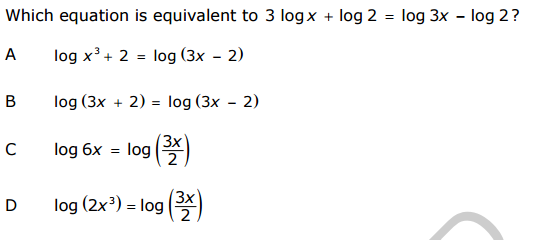 Which equation is equivalent to 3 log x + log 2 = log 3x – log 2?
A log x³ + 2 = log (3x – 2)
B log (3x + 2) = log (3x – 2)
C log 6x = log (3x/2)
D log (2x³) = log (3x/2)